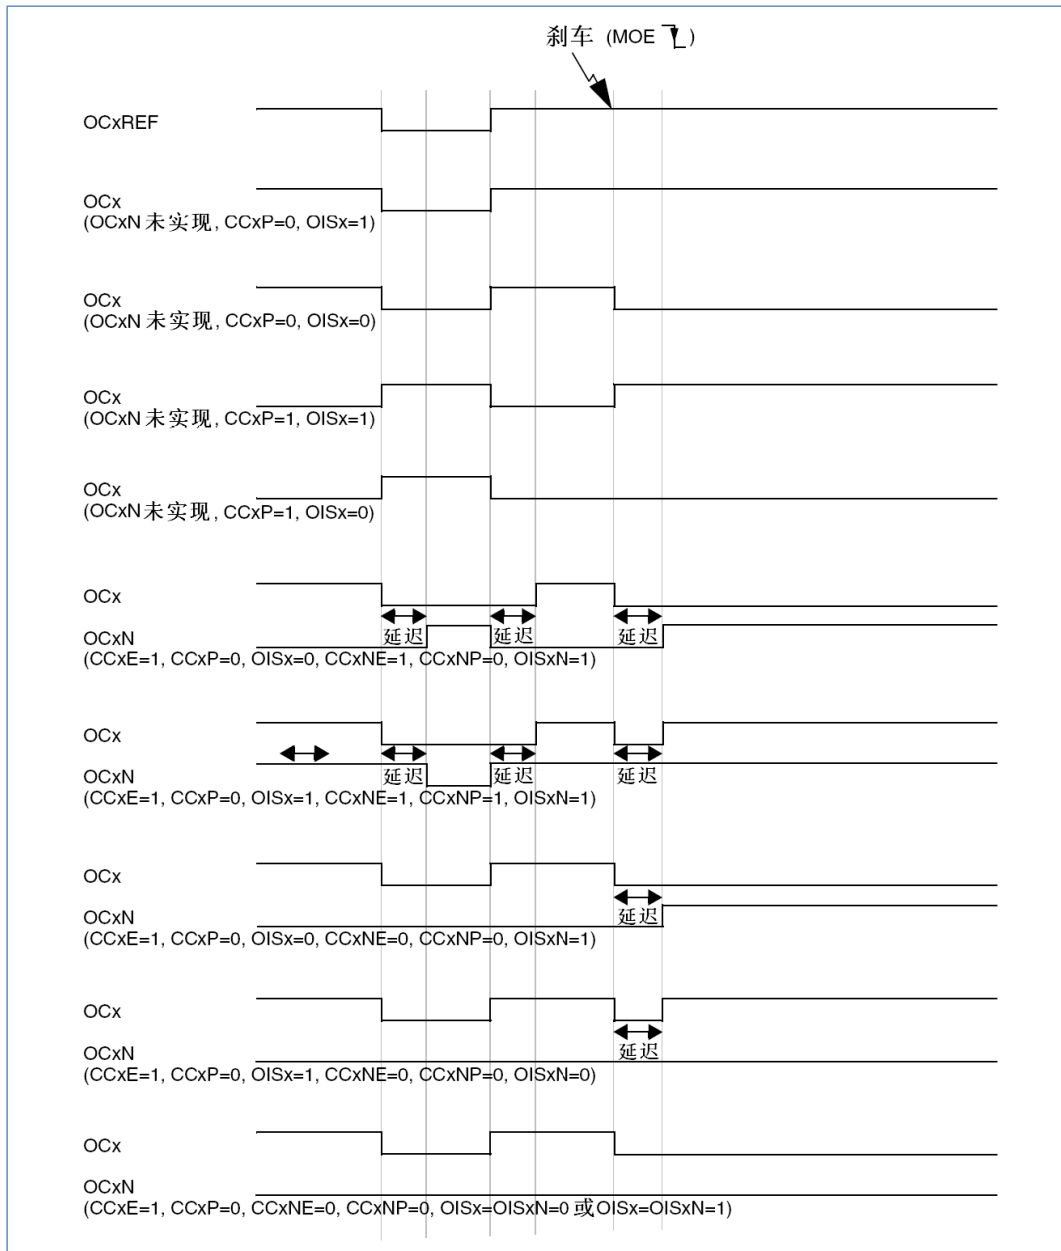 刹车 (MOE )
OCxREF
OCx
(OCxN 未实现, CCxP=0, OISx=1)
OCx
(OCxN 未实现, CCxP=0, OISx=0)
OCx
(OCxN 未实现, CCxP=1, OISx=1)
OCx
(OCxN 未实现, CCxP=1, OISx=0)
OCx
延迟 延迟 延迟
OCxN
(CCxE=1, CCxP=0, OISx=0, CCxNE=1, CCxNP=0, OISxN=1)
OCx
延迟 延迟 延迟
OCxN
(CCxE=1, CCxP=0, OISx=1, CCxNE=1, CCxNP=1, OISxN=1)
OCx
延迟
OCxN
(CCxE=1, CCxP=0, OISx=0, CCxNE=0, CCxNP=0, OISxN=1)
OCx
延迟
OCxN
(CCxE=1, CCxP=0, OISx=1, CCxNE=0, CCxNP=0, OISxN=0)
OCx
OCxN
(CCxE=1, CCxP=0, CCxNE=0, CCxNP=0, OISx=OISxN=0 或OISx=OISxN=1)